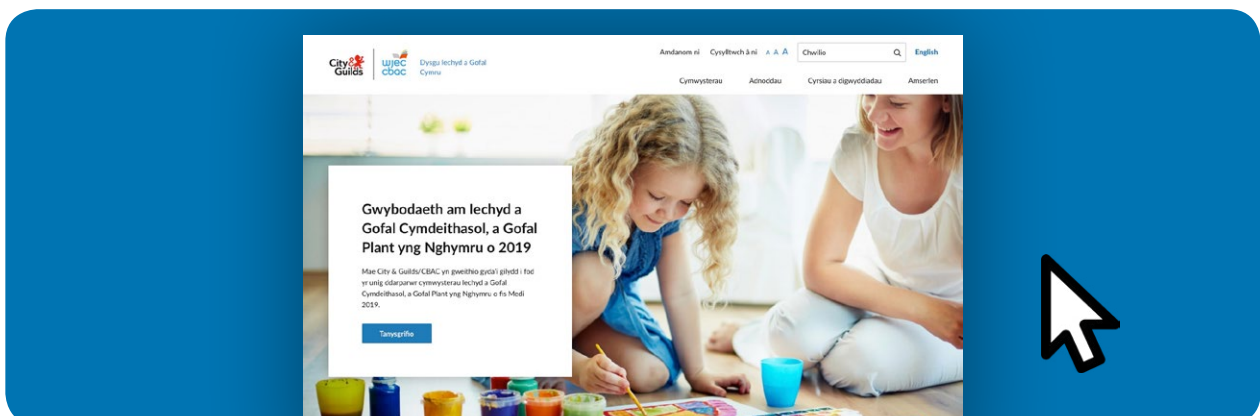 Amdanom ni Cysylltwch â ni A A A Chwilio English
City& Guilds wjec cbac Dysgu Iechyd a Gofal Cymru
Cymwysterau Adnoddau Cyrsiau a digwyddiadau Amserlen
Gwybodaeth am Iechyd a
Gofal Cymdeithasol, a Gofal
Plant yng Nghymru o 2019
Mae City & Guilds/CBAC yn gweithio gyda'i gilydd i fod
yr unig ddarparwr cymwysterau Iechyd a Gofal
Cymdeithasol, a Gofal Plant yng Nghymru o fis Medi
2019.
Tanysgrifio